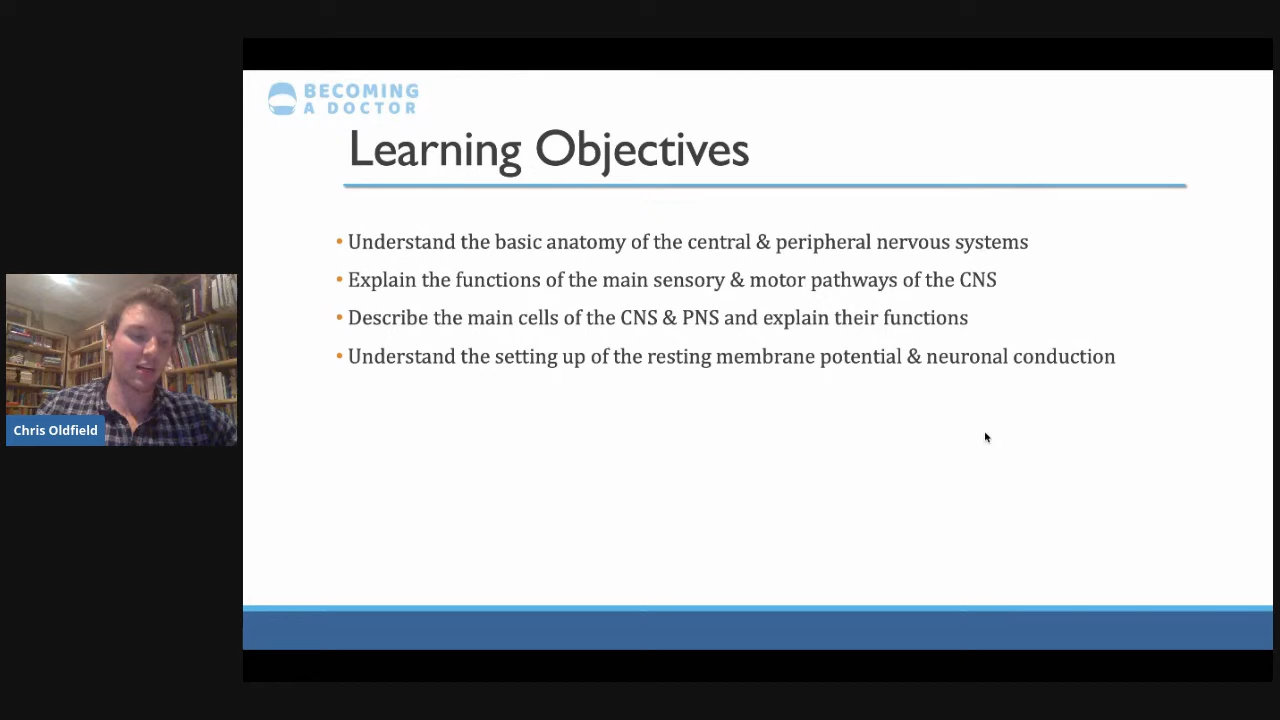 BECOMING
A DOCTOR
Learning Objectives
• Understand the basic anatomy of the central & peripheral nervous systems
• Explain the functions of the main sensory & motor pathways of the CNS
• Describe the main cells of the CNS & PNS and explain their functions
• Understand the setting up of the resting membrane potential & neuronal conduction
Chris Oldfield